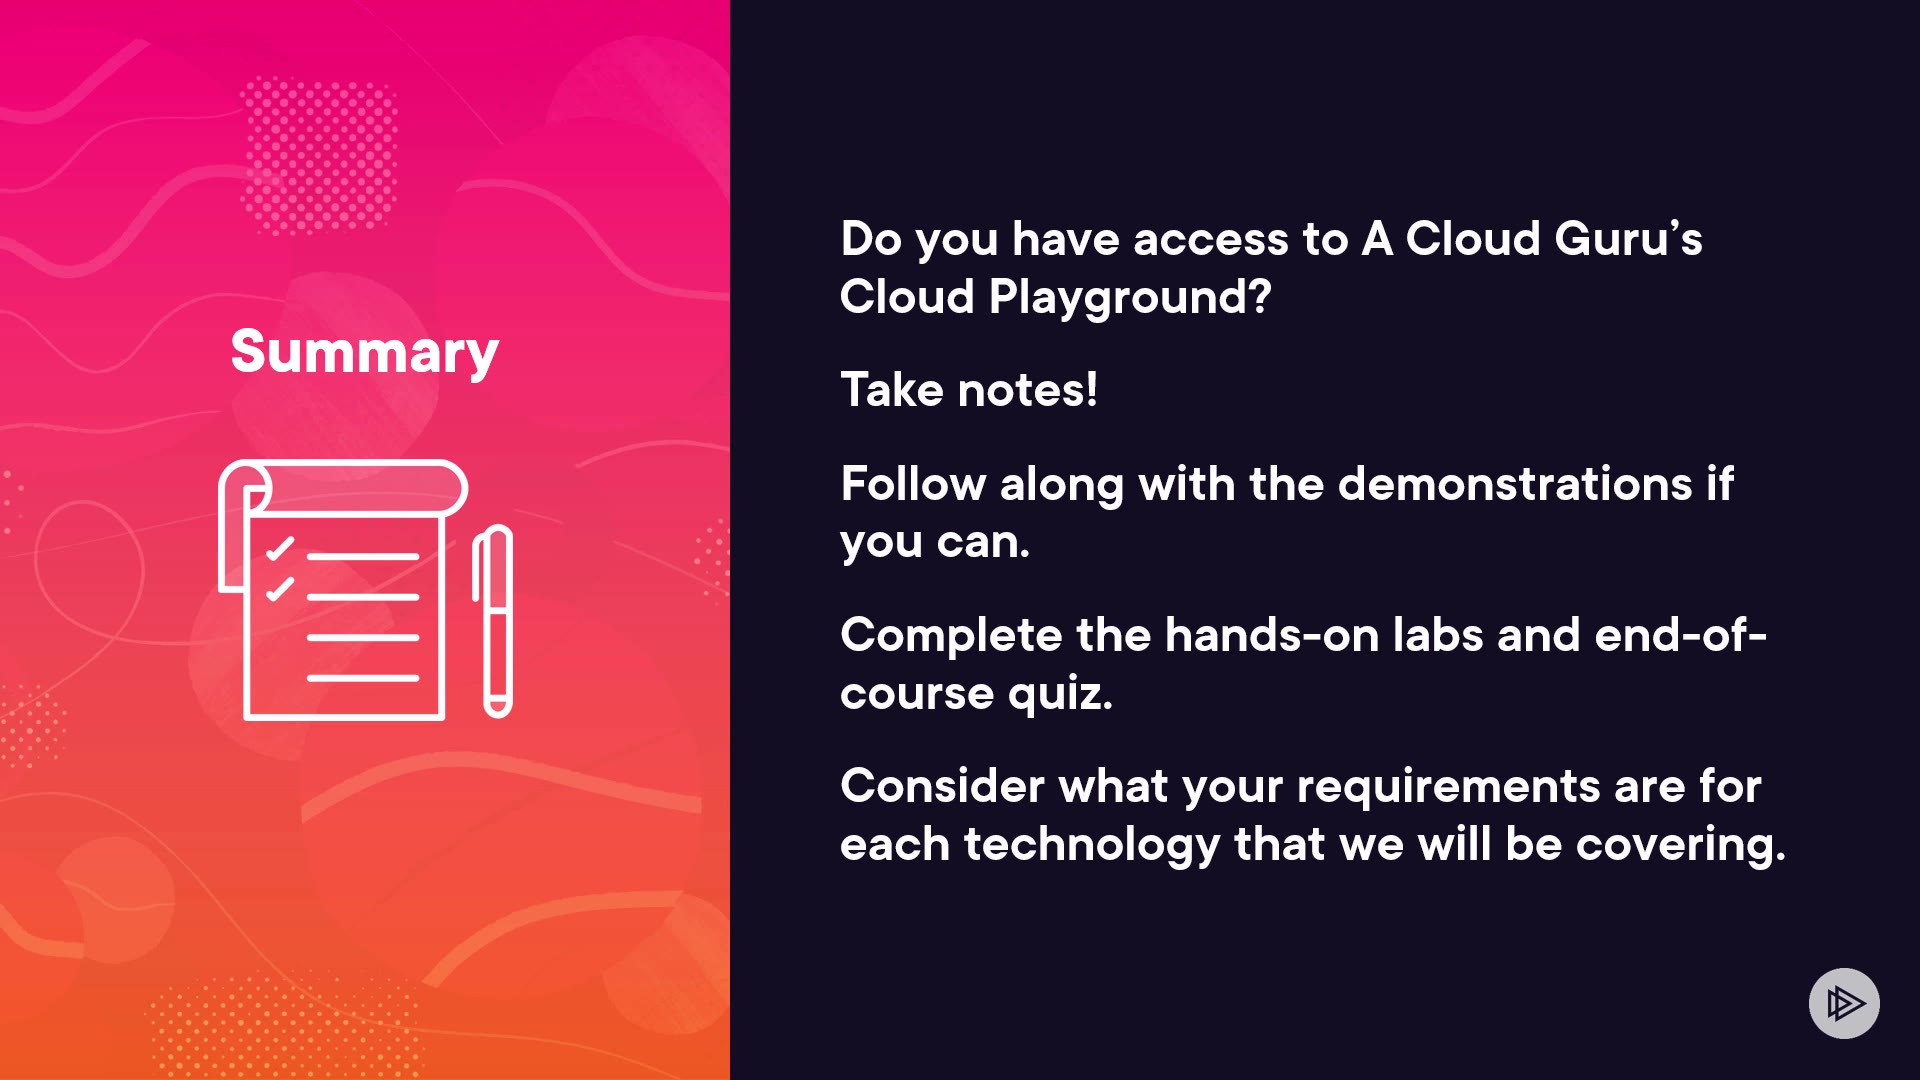 Summary
Do you have access to A Cloud Guru’s
Cloud Playground?
Take notes!
Follow along with the demonstrations if
you can.
Complete the hands-on labs and end-of-
course quiz.
Consider what your requirements are for
each technology that we will be covering.